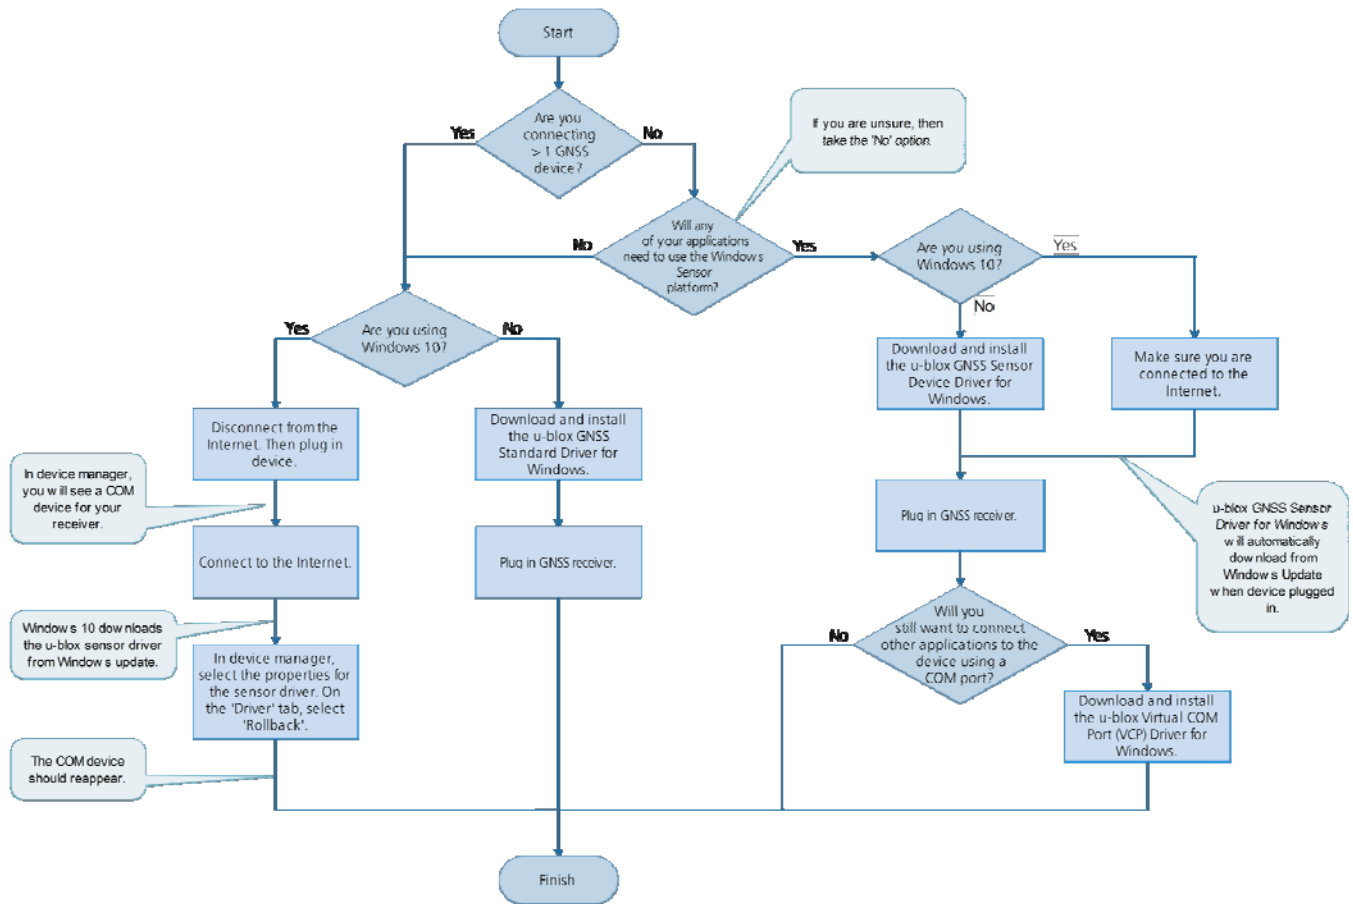 Start
Are you
connecting
> 1 GNSS
device?
Yes
No
If you are unsure, then
take the 'No' option.
Will any
of your applications
need to use the Windows
Sensor
platform?
No
Yes
Are you using
Windows 10?
Yes
No
Are you using
Windows 10?
Yes
No
Download and install
the u-blox GNSS Sensor
Device Driver for
Windows.
Make sure you are
connected to the
Internet.
Disconnect from the
Internet. Then plug in
device.
Download and install
the u-blox GNSS
Standard Driver for
Windows.
In device manager,
you will see a COM
device for your
receiver.
Plug in GNSS receiver.
u-blox GNSS Sensor
Driver for Windows
will automatically
download from
Windows Update
when device plugged
in.
Connect to the Internet.
Plug in GNSS receiver.
Windows 10 downloads
the u-blox sensor driver
from Windows update.
Will you
still want to connect
other applications to the
device using a
COM port?
No
Yes
In device manager,
select the properties for
the sensor driver. On
the 'Driver' tab, select
'Rollback'.
Download and install
the u-blox Virtual COM
Port (VCP) Driver for
Windows.
The COM device
should reappear.
Finish